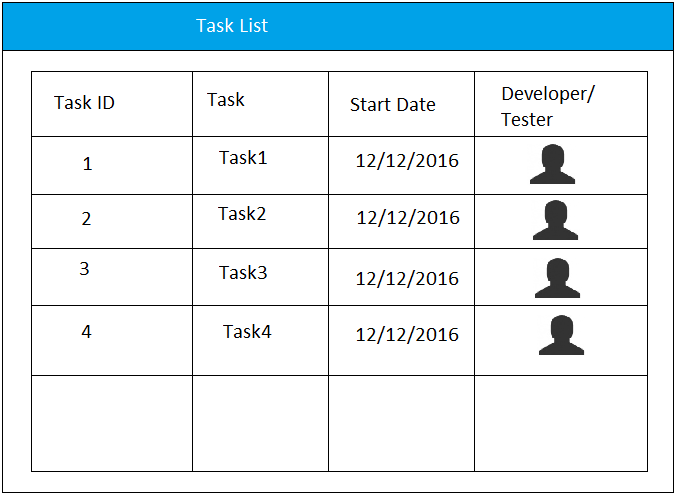 Task List
Task ID Task Start Date Developer/
Tester
1 Task1 12/12/2016
2 Task2 12/12/2016
3 Task3 12/12/2016
4 Task4 12/12/2016